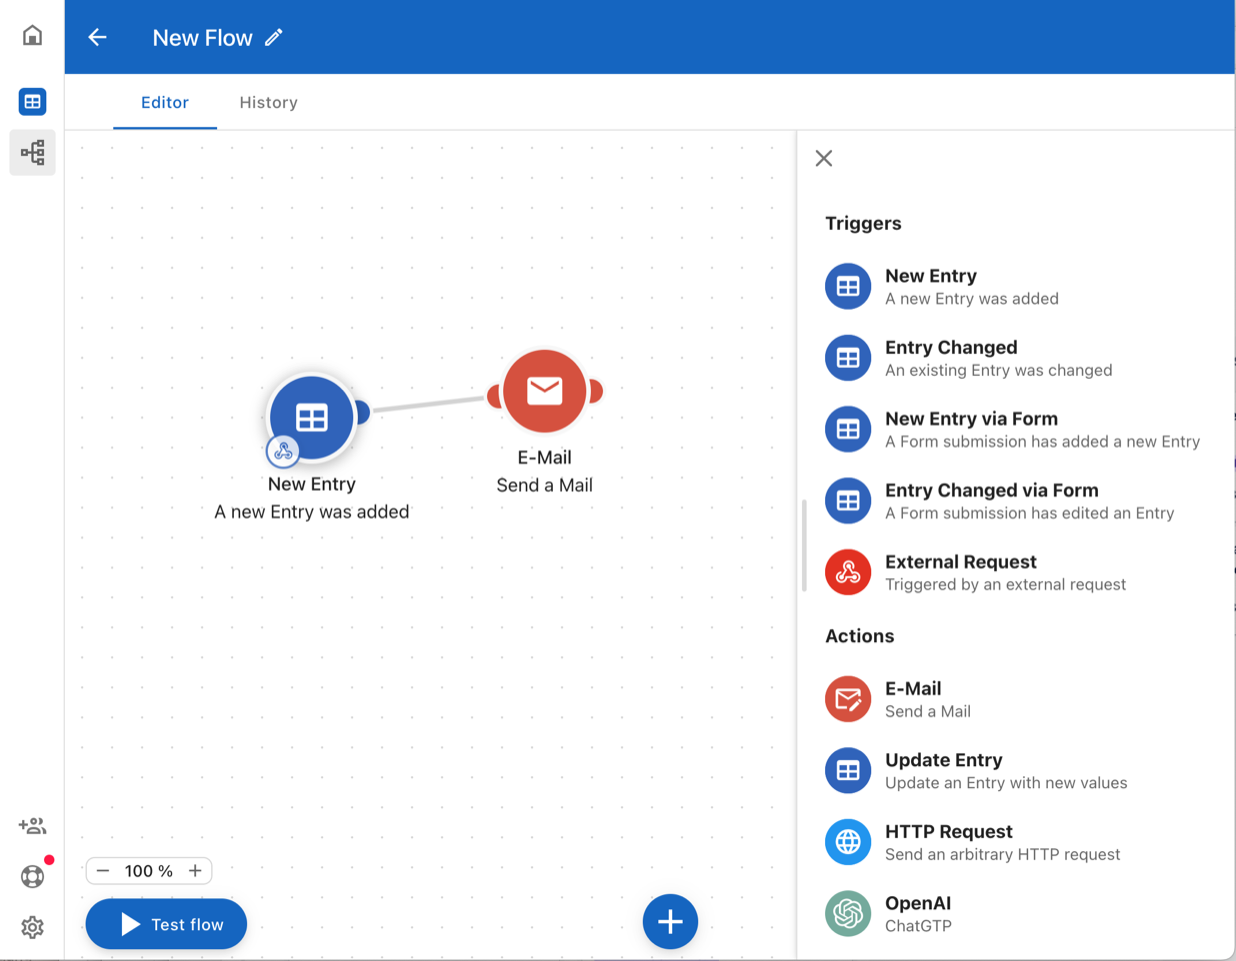 New Flow
Editor
History
New Entry
A new Entry was added
E-Mail
Send a Mail
100 %
Test flow
Triggers
New Entry
A new Entry was added
Entry Changed
An existing Entry was changed
New Entry via Form
A Form submission has added a new Entry
Entry Changed via Form
A Form submission has edited an Entry
External Request
Triggered by an external request
Actions
E-Mail
Send a Mail
Update Entry
Update an Entry with new values
HTTP Request
Send an arbitrary HTTP request
OpenAI
ChatGTP